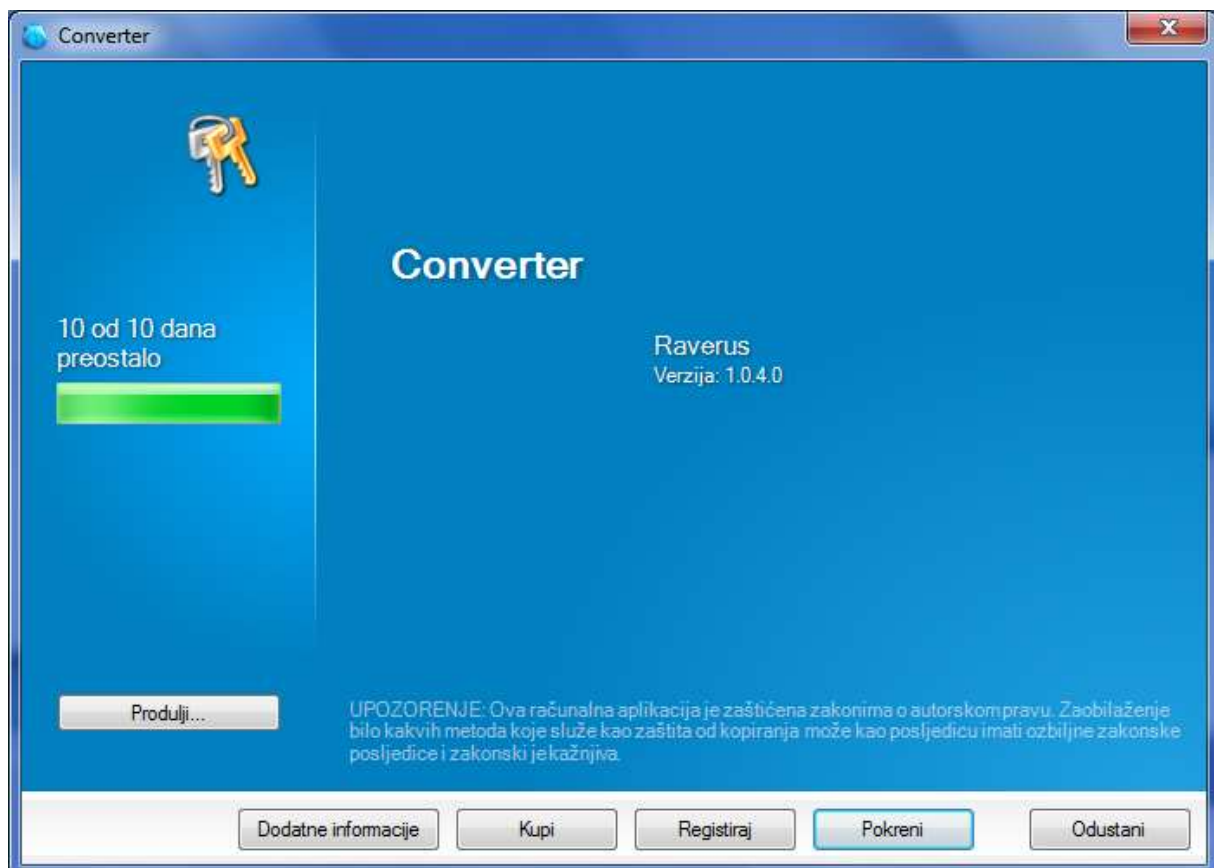 Converter
Converter
10 od 10 dana
preostalo
Raverus
Verzija: 1.0.4.0
Produlji...
UPOZORENJE: Ova računalna aplikacija je zaštićena zakonima o autorskom pravu. Zaobilaženje
bilo kakvih metoda koje služe kao zaštita od kopiranja može kao posljedicu imati ozbiljne zakonske
posljedice i zakonski je kažnjiva.
Dodatne informacije
Kupi
Registiraj
Pokreni
Odustani